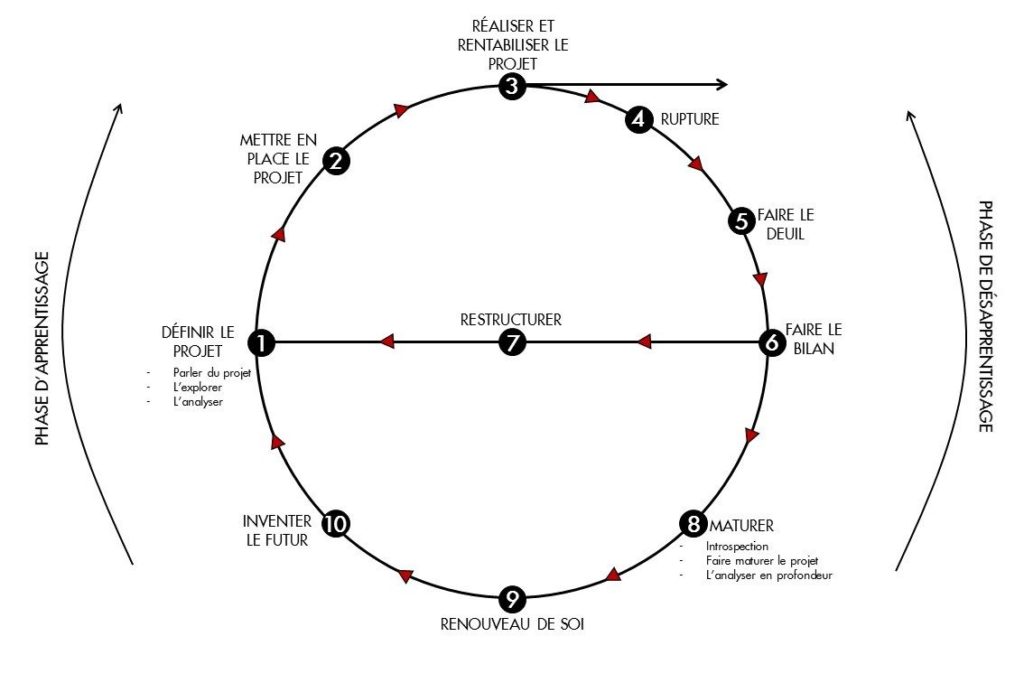 RÉALISER ET
RENTABILISER LE
PROJET
3
4
RUPTURE
METTRE EN
PLACE LE
PROJET
2
5
FAIRE LE
DEUIL
PHASE D'APPRENTISSAGE
PHASE DE DÉSAPPRENTISSAGE
DÉFINIR LE
PROJET
1
- Parler du projet
- L'explorer
- L'analyser
RESTRUCTURER
7
6
FAIRE LE
BILAN
INVENTER
LE FUTUR
10
8
MATURER
- Introspection
- Faire maturer le projet
- L'analyser en profondeur
9
RENOUVEAU DE SOI